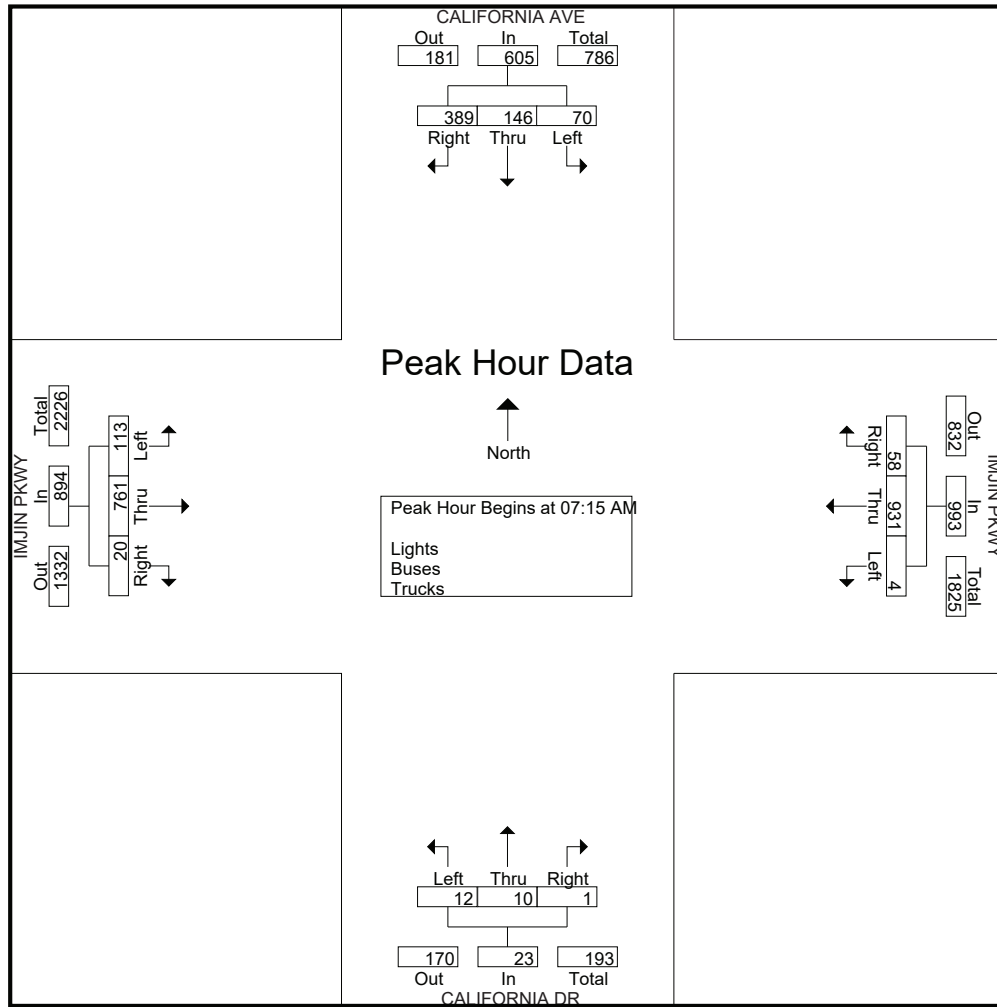 CALIFORNIA AVE
Out In Total
181 605 786
389 146 70
Right Thru Left
Peak Hour Data
North
Peak Hour Begins at 07:15 AM
Lights
Buses
Trucks
IMJIN PKWY
Out In Total
1332 894 2226
20 761 113
Right Thru Left
IMJIN PKWY
Out In Total
832 993 1825
58 931 4
Right Thru Left
Left Thru Right
12 10 1
170 23 193
Out In Total
CALIFORNIA DR